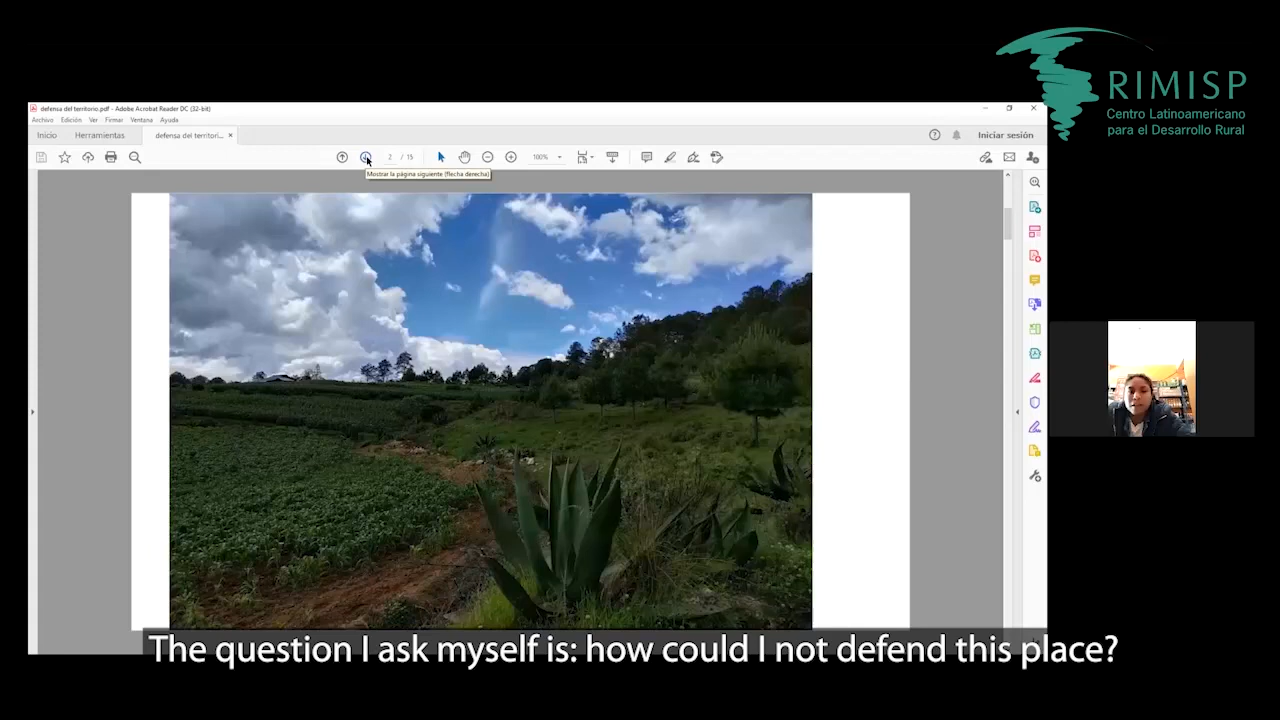 RIMISP
Centro Latinoamericano
para el Desarrollo Rural
defensa del territorio.pdf - Adobe Acrobat Reader DC (32-bit)
Archivo Edición Ver Firmar Ventana Ayuda
Inicio Herramientas defensa del territori... × Iniciar sesión
2 / 15 100%
Mostrar la página siguiente (flecha derecha)
The question I ask myself is: how could I not defend this place?